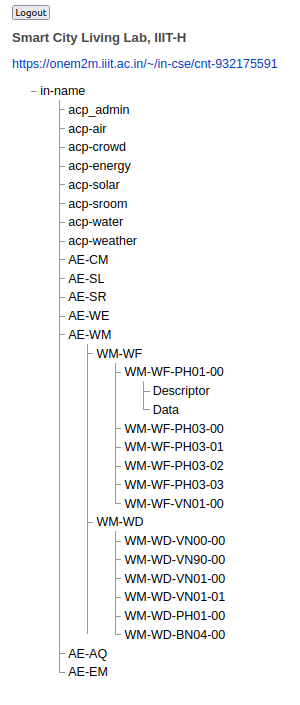 Logout
Smart City Living Lab, IIIT-H
https://onem2m.iiit.ac.in/~/in-cse/cnt-932175591
in-name
acp_admin
acp-air
acp-crowd
acp-energy
acp-solar
acp-sroom
acp-water
acp-weather
AE-CM
AE-SL
AE-SR
AE-WE
AE-WM
WM-WF
WM-WF-PH01-00
Descriptor
Data
WM-WF-PH03-00
WM-WF-PH03-01
WM-WF-PH03-02
WM-WF-PH03-03
WM-WF-VN01-00
WM-WD
WM-WD-VN00-00
WM-WD-VN90-00
WM-WD-VN01-00
WM-WD-VN01-01
WM-WD-PH01-00
WM-WD-BN04-00
AE-AQ
AE-EM